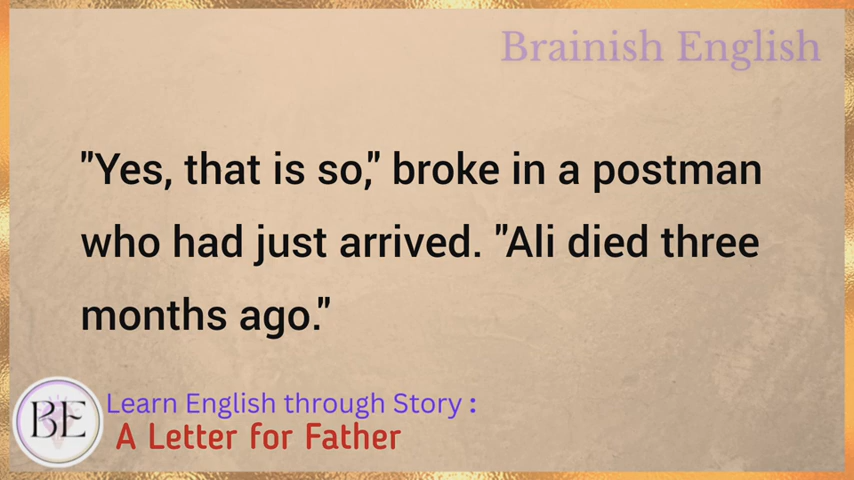 Brainish English
"Yes, that is so," broke in a postman
who had just arrived. "Ali died three
months ago."
BE
Learn English through Story :
A Letter for Father